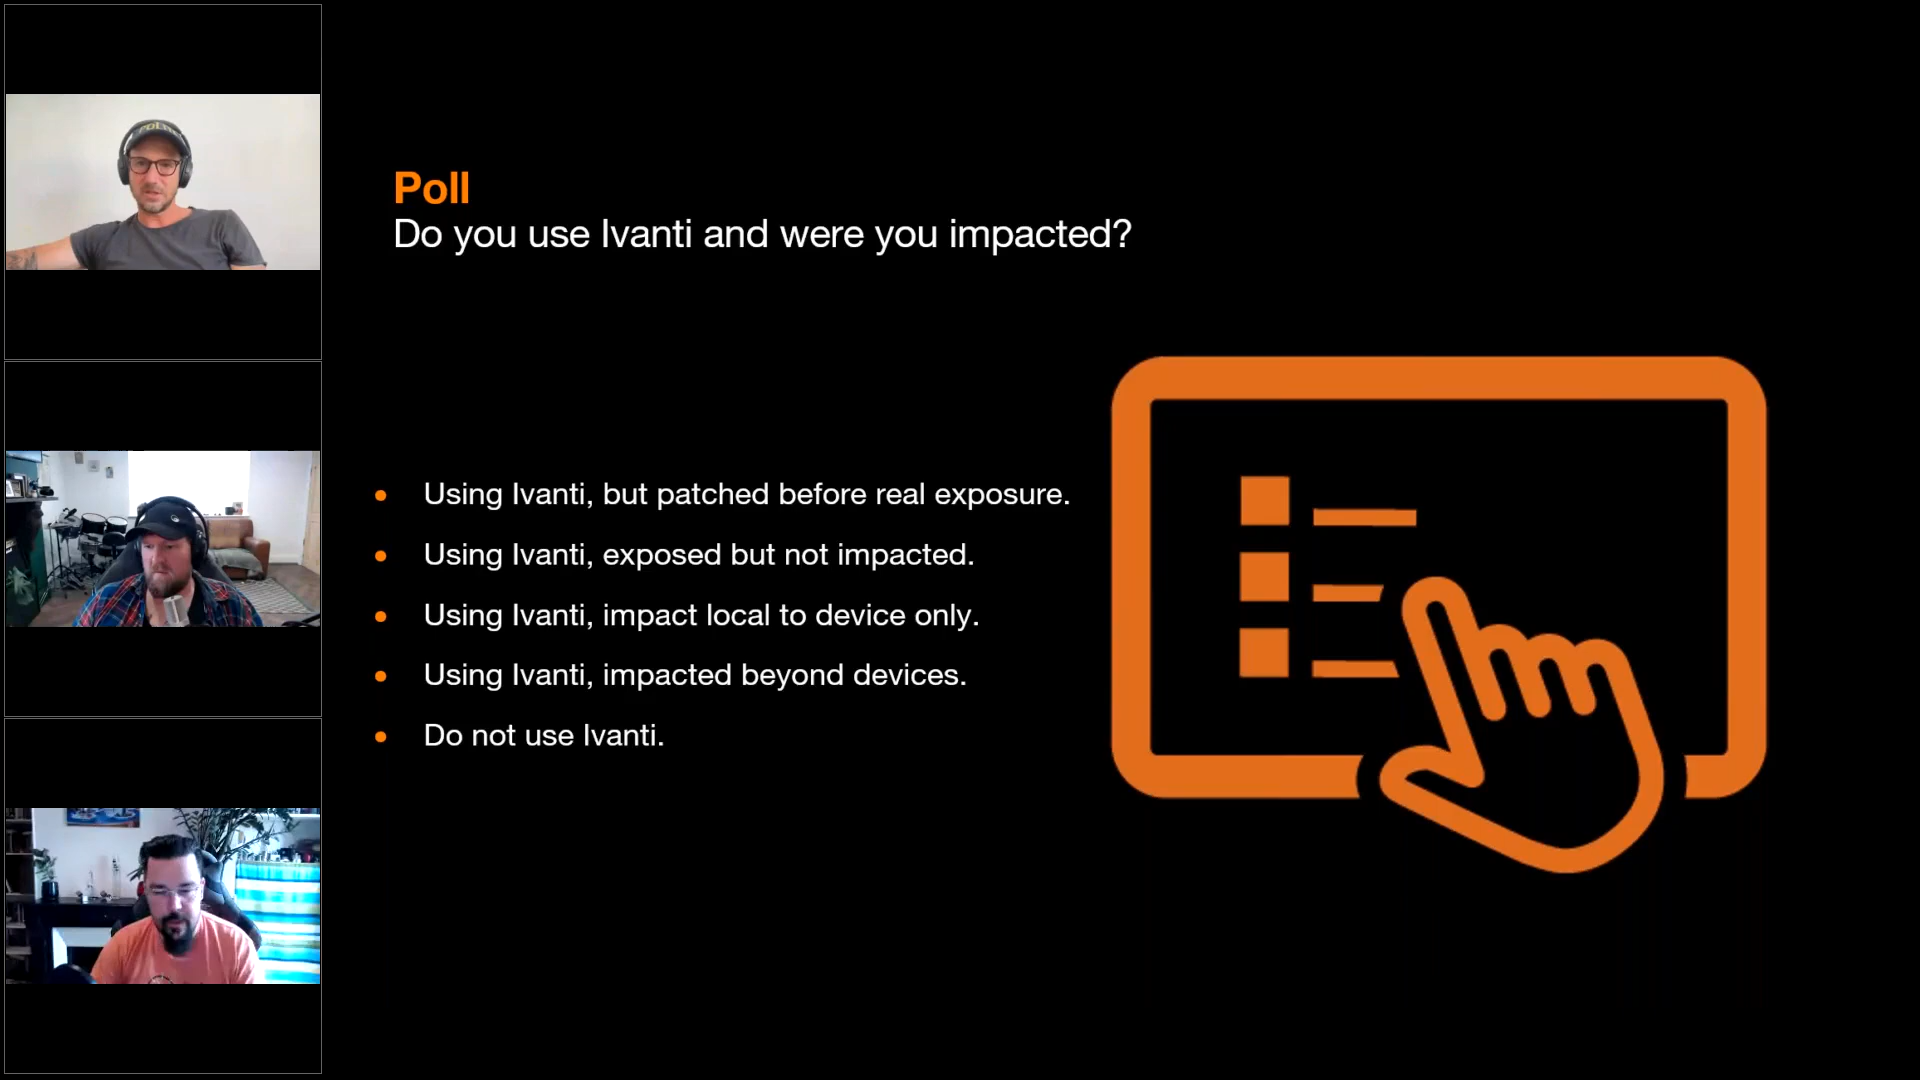 Poll
Do you use Ivanti and were you impacted?
Using Ivanti, but patched before real exposure.
Using Ivanti, exposed but not impacted.
Using Ivanti, impact local to device only.
Using Ivanti, impacted beyond devices.
Do not use Ivanti.